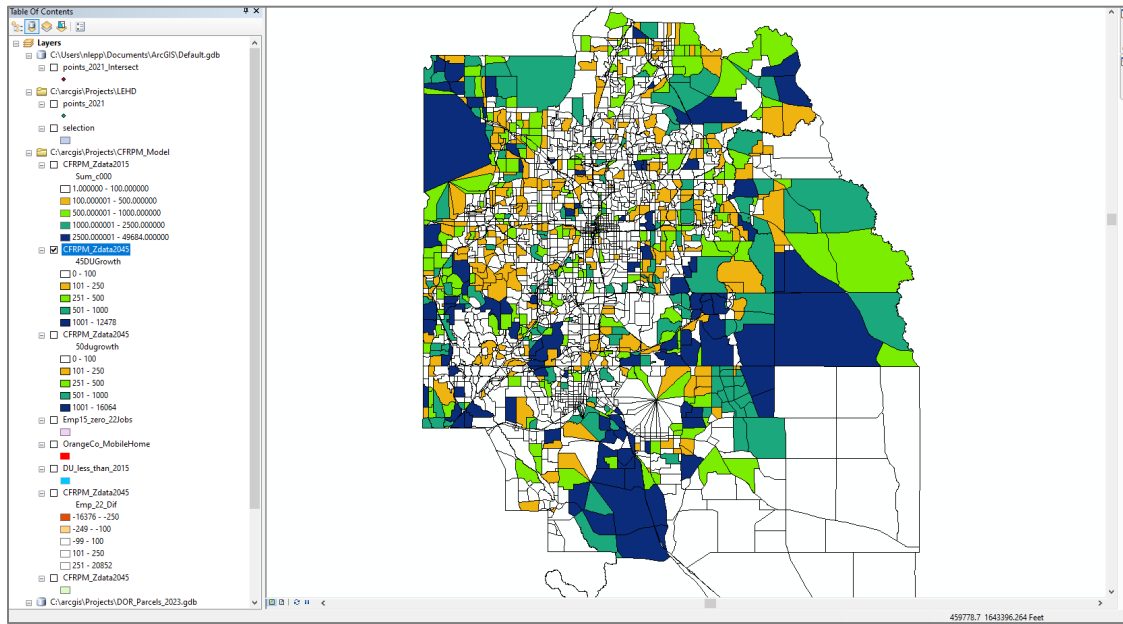 Table Of Contents
Layers
C:\Users\nlepp\Documents\ArcGIS\Default.gdb
points_2021_Intersect
C:\arcgis\Projects\LEHD
points_2021
selection
C:\arcgis\Projects\CFRPM_Model
CFRPM_Zdata2015
Sum_c000
1.000000 - 100.000000
100.000001 - 500.000000
500.000001 - 1000.000000
1000.000001 - 2500.000000
2500.000001 - 49684.000000
CFRPM_Zdata2045
45DUGrowth
0 - 100
101 - 250
251 - 500
501 - 1000
1001 - 12478
CFRPM_Zdata2045
50dugrowth
0 - 100
101 - 250
251 - 500
501 - 1000
1001 - 16064
Emp15_zero_22Jobs
OrangeCo_MobileHome
DU_less_than_2015
CFRPM_Zdata2045
Emp_22_Dif
-16376 - -250
-249 - -100
-99 - 100
101 - 250
251 - 20852
CFRPM_Zdata2045
C:\arcgis\Projects\DOR_Parcels_2023.gdb
459778.7 1643396.264 Feet